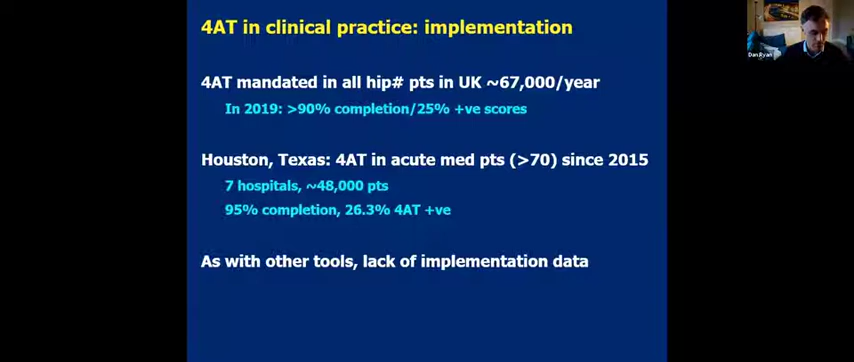 4AT in clinical practice: implementation
4AT mandated in all hip# pts in UK ~67,000/year
In 2019: >90% completion/25% +ve scores
Houston, Texas: 4AT in acute med pts (>70) since 2015
7 hospitals, ~48,000 pts
95% completion, 26.3% 4AT +ve
As with other tools, lack of implementation data
Dan Ryan